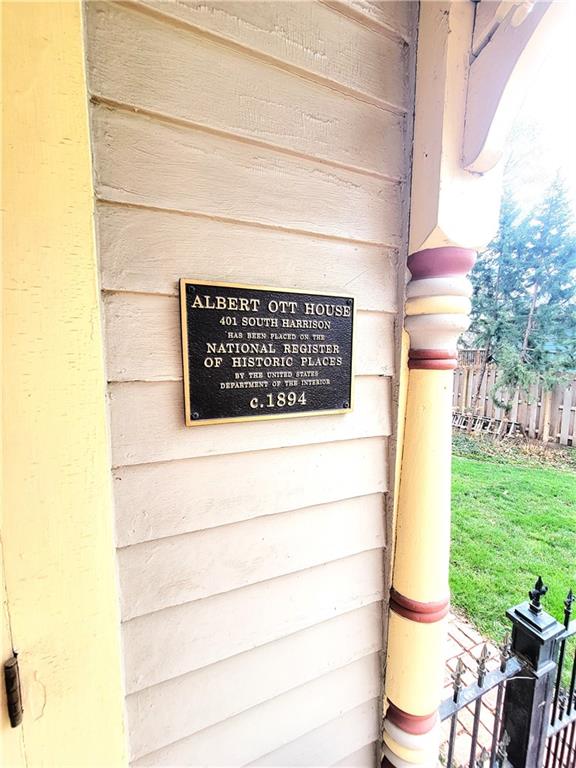 ALBERT OTT HOUSE
401 SOUTH HARRISON
HAS BEEN PLACED ON THE
NATIONAL REGISTER
OF HISTORIC PLACES
BY THE UNITED STATES
DEPARTMENT OF THE INTERIOR
c.1894